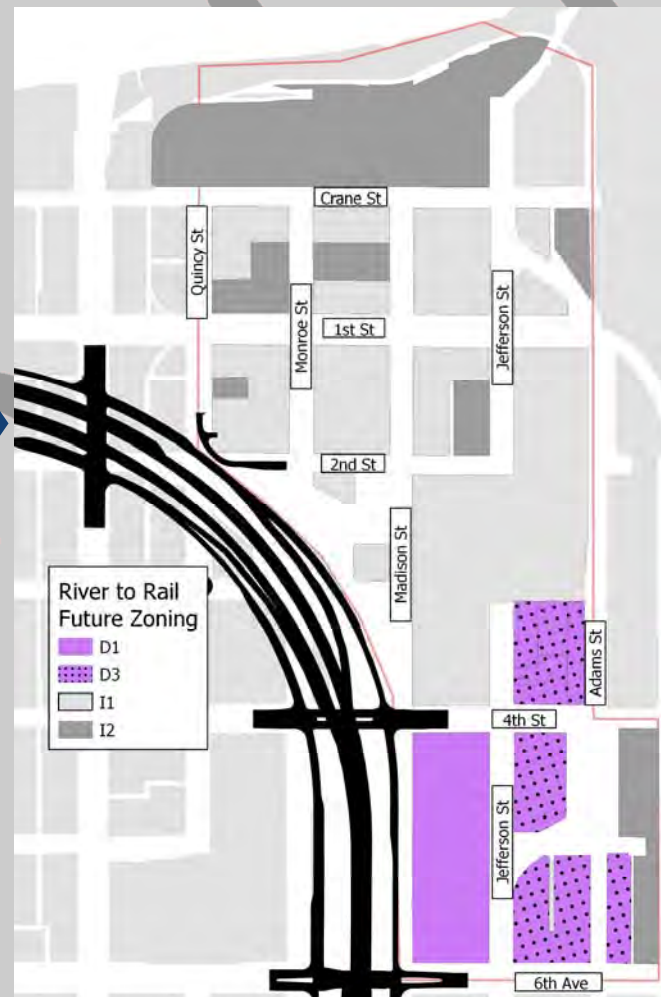 Crane St
Quincy St
Monroe St
1st St
Jefferson St
2nd St
Madison St
River to Rail
Future Zoning
D1
D3
I1
I2
Adams St
4th St
Jefferson St
6th Ave